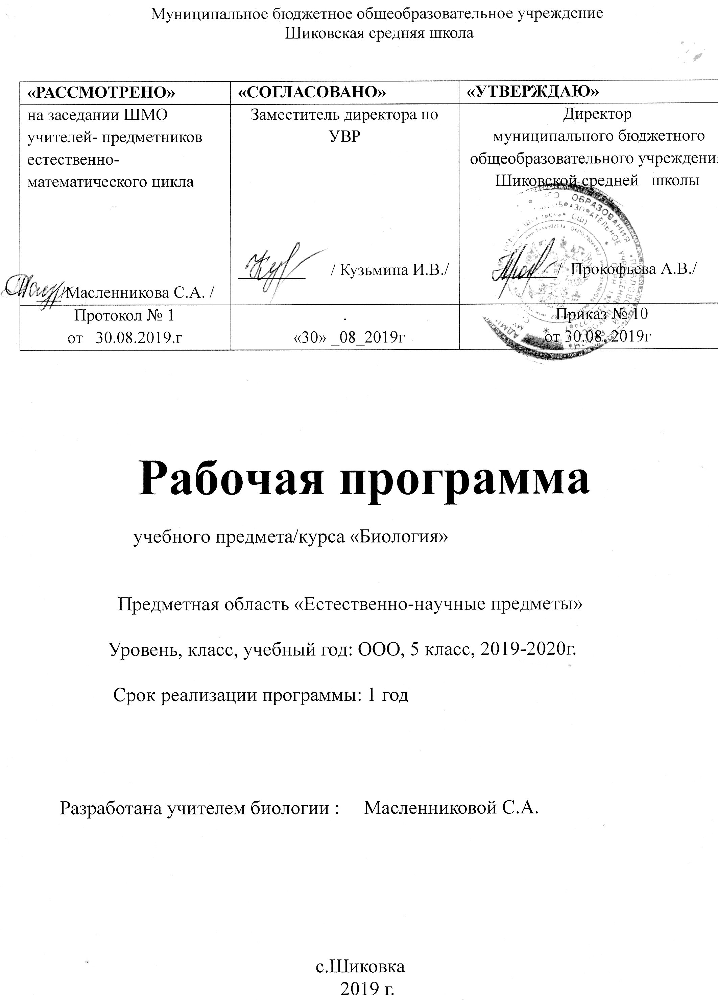 Муниципальное бюджетное общеобразовательное учреждение
Шиковская средняя школа
«РАССМОТРЕНО»
на заседании ШМО
учителей- предметников
естественно-
математического цикла
/Масленникова С.А. /
Протокол № 1
от 30.08.2019.г
«СОГЛАСОВАНО»
Заместитель директора по
УВР
/ Кузьмина И.В./
.
«30» _08_2019г
«УТВЕРЖДАЮ»
Директор
муниципального бюджетного
общеобразовательного учреждения
Шиковской средней школы
/ Прокофьева А.В./
Приказ № 10
от 30.08. 2019г
ОБРАЗОВАНИЯ
Рабочая программа
учебного предмета/курса «Биология»
Предметная область «Естественно-научные предметы»
Уровень, класс, учебный год: ООО, 5 класс, 2019-2020г.
Срок реализации программы: 1 год
Разработана учителем биологии : Масленниковой С.А.
с.Шиковка
2019 г.